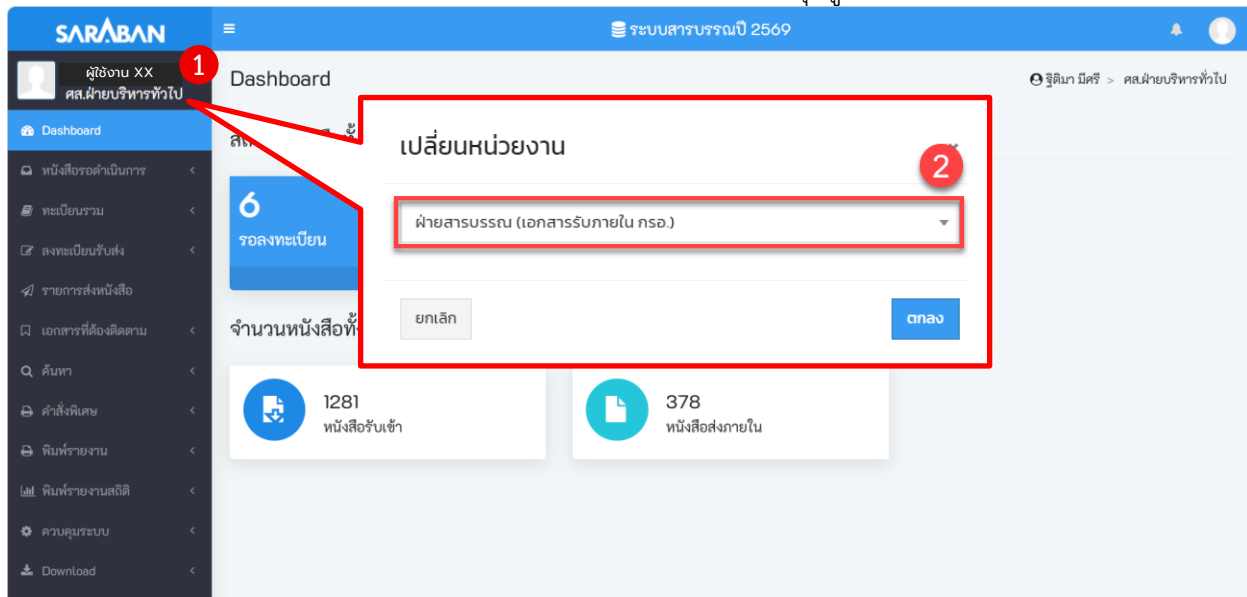 SARABAN
ระบบสารบรรณปี 2569
ผู้ใช้งาน XX
ศส.ฝ่ายบริหารทั่วไป
1
Dashboard
ฐิติมา มีศรี > ศส.ฝ่ายบริหารทั่วไป
Dashboard
หนังสือรอดำเนินการ
ทะเบียนรวม
ลงทะเบียนรับส่ง
รายการส่งหนังสือ
เอกสารที่ต้องติดตาม
ค้นหา
คำสั่งพิเศษ
พิมพ์รายงาน
พิมพ์รายงานสถิติ
ควบคุมระบบ
Download
เปลี่ยนหน่วยงาน
2
ฝ่ายสารบรรณ (เอกสารรับภายใน กรอ.)
ยกเลิก
ตกลง
6
รอลงทะเบียน
จำนวนหนังสือทั้
1281
หนังสือรับเข้า
378
หนังสือส่งภายใน